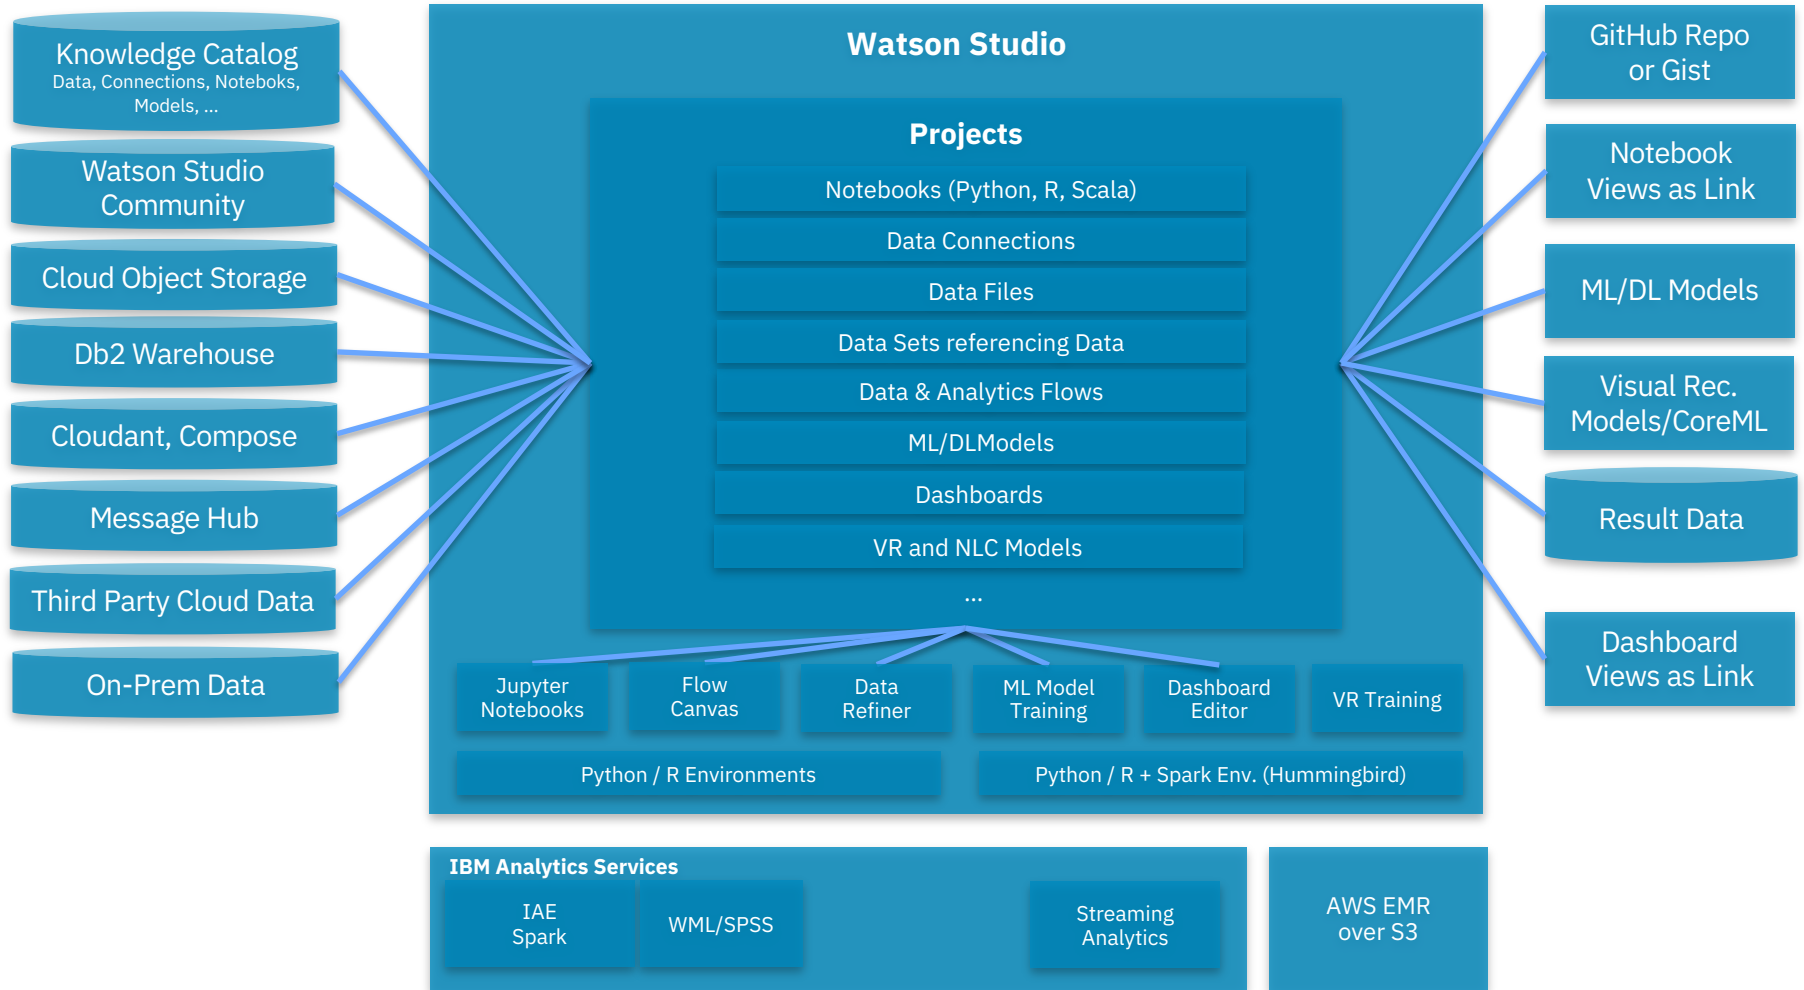 Knowledge Catalog
Data, Connections, Noteboks,
Models, ...
Watson Studio
Community
Cloud Object Storage
Db2 Warehouse
Cloudant, Compose
Message Hub
Third Party Cloud Data
On-Prem Data
Watson Studio
Projects
Notebooks (Python, R, Scala)
Data Connections
Data Files
Data Sets referencing Data
Data & Analytics Flows
ML/DLModels
Dashboards
VR and NLC Models
...
Jupyter
Notebooks
Flow
Canvas
Data
Refiner
ML Model
Training
Dashboard
Editor
VR Training
Python / R Environments
Python / R + Spark Env. (Hummingbird)
GitHub Repo
or Gist
Notebook
Views as Link
ML/DL Models
Visual Rec.
Models/CoreML
Result Data
Dashboard
Views as Link
IBM Analytics Services
IAE
Spark
WML/SPSS
Streaming
Analytics
AWS EMR
over S3